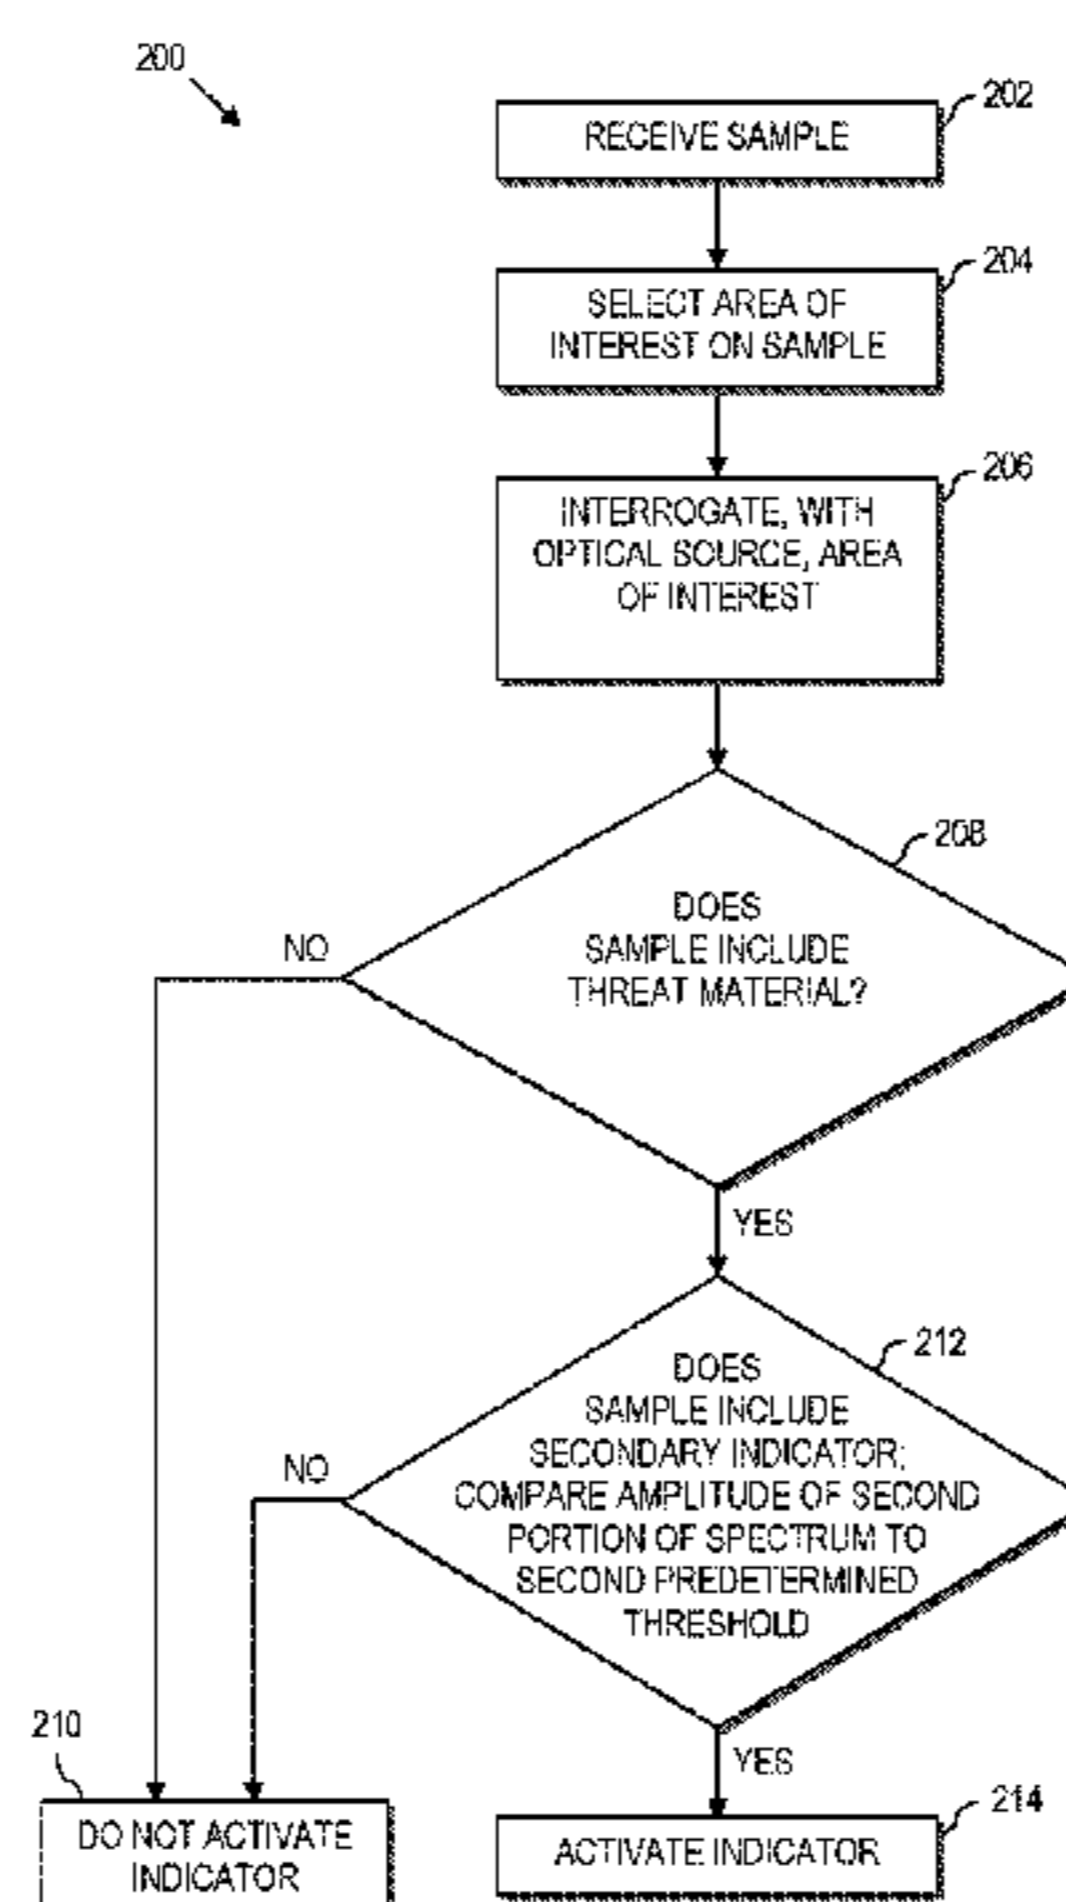 200
202
RECEIVE SAMPLE
204
SELECT AREA OF
INTEREST ON SAMPLE
206
INTERROGATE, WITH
OPTICAL SOURCE, AREA
OF INTEREST
208
DOES
SAMPLE INCLUDE
THREAT MATERIAL?
NO
YES
212
DOES
SAMPLE INCLUDE
SECONDARY INDICATOR;
COMPARE AMPLITUDE OF SECOND
PORTION OF SPECTRUM TO
SECOND PREDETERMINED
THRESHOLD
NO
YES
210
DO NOT ACTIVATE
INDICATOR
214
ACTIVATE INDICATOR